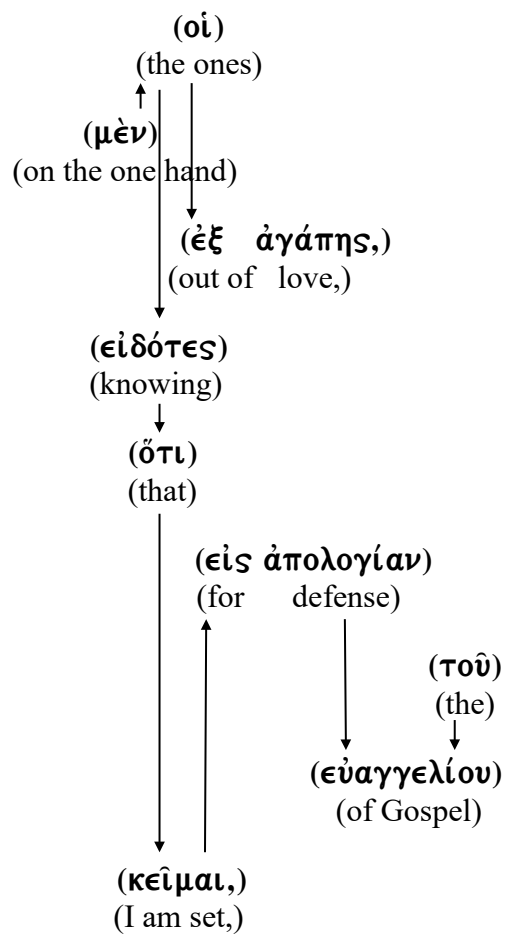 (οἱ)
(the ones)
(μὲν)
(on the one hand)
(ἐξ ἀγάπης,)
(out of love,)
(εἰδότες)
(knowing)
(ὅτι)
(that)
(εἰς ἀπολογίαν)
(for defense)
(τοῦ)
(the)
(εὐαγγελίου)
(of Gospel)
(κεῖμαι,)
(I am set,)